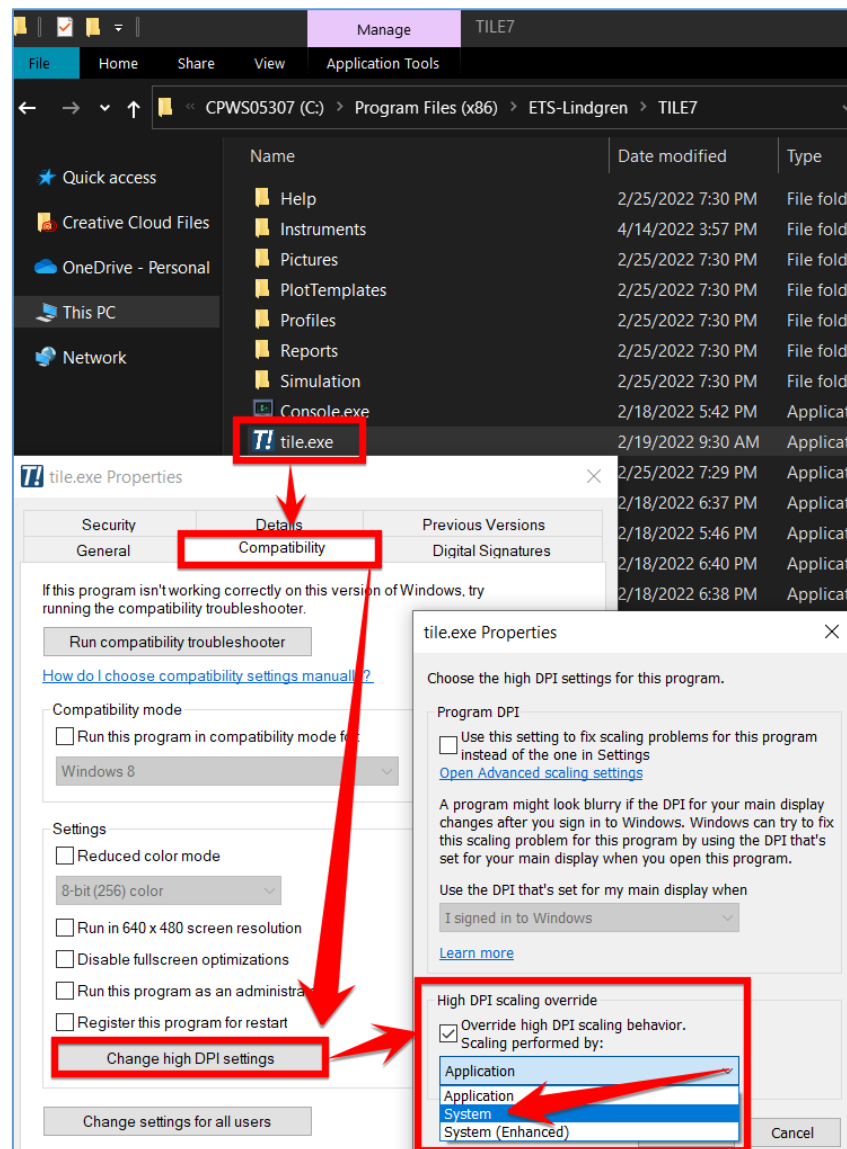 Manage TILE7
File Home Share View Application Tools
« CPWS05307 (C:) > Program Files (x86) > ETS-Lindgren > TILE7
Name Date modified Type
Quick access
Creative Cloud Files
OneDrive - Personal
This PC
Network
Help 2/25/2022 7:30 PM File fold
Instruments 4/14/2022 3:57 PM File fold
Pictures 2/25/2022 7:30 PM File fold
PlotTemplates 2/25/2022 7:30 PM File fold
Profiles 2/25/2022 7:30 PM File fold
Reports 2/25/2022 7:30 PM File fold
Simulation 2/25/2022 7:30 PM File fold
Console.exe 2/18/2022 5:42 PM Applicat
T! tile.exe 2/19/2022 9:30 AM Applicat
2/25/2022 7:29 PM Applicat
2/18/2022 6:37 PM Applicat
2/18/2022 5:46 PM Applicat
2/18/2022 6:40 PM Applicat
2/18/2022 6:38 PM Applicat
T! tile.exe Properties
Security Details Previous Versions
General Compatibility Digital Signatures
If this program isn't working correctly on this version of Windows, try
running the compatibility troubleshooter.
Run compatibility troubleshooter
How do I choose compatibility settings manually?
Compatibility mode
Run this program in compatibility mode for:
Windows 8
Settings
Reduced color mode
8-bit (256) color
Run in 640 x 480 screen resolution
Disable fullscreen optimizations
Run this program as an administra
Register this program for restart
Change high DPI settings
Change settings for all users
tile.exe Properties
Choose the high DPI settings for this program.
Program DPI
Use this setting to fix scaling problems for this program
instead of the one in Settings
Open Advanced scaling settings
A program might look blurry if the DPI for your main display
changes after you sign in to Windows. Windows can try to fix
this scaling problem for this program by using the DPI that's
set for your main display when you open this program.
Use the DPI that's set for my main display when
I signed in to Windows
Learn more
High DPI scaling override
Override high DPI scaling behavior.
Scaling performed by:
Application
Application
System
System (Enhanced)
Cancel